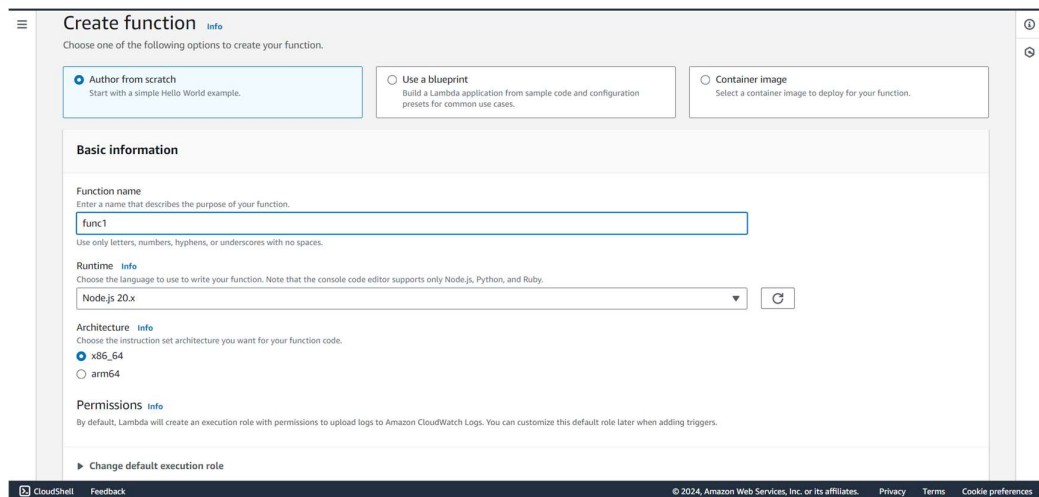 Create function Info
Choose one of the following options to create your function.
Author from scratch
Start with a simple Hello World example.
Use a blueprint
Build a Lambda application from sample code and configuration
presets for common use cases.
Container image
Select a container image to deploy for your function.
Basic information
Function name
Enter a name that describes the purpose of your function.
func1
Use only letters, numbers, hyphens, or underscores with no spaces.
Runtime Info
Choose the language to use to write your function. Note that the console code editor supports only Node.js, Python, and Ruby.
Node.js 20.x
Architecture Info
Choose the instruction set architecture you want for your function code.
x86_64
arm64
Permissions Info
By default, Lambda will create an execution role with permissions to upload logs to Amazon CloudWatch Logs. You can customize this default role later when adding triggers.
Change default execution role
CloudShell Feedback © 2024, Amazon Web Services, Inc. or its affiliates. Privacy Terms Cookie preferences